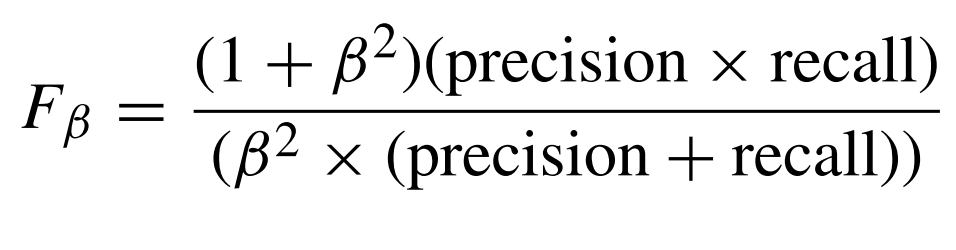 F_β = (1 + β²)(precision × recall) / (β² × (precision + recall))